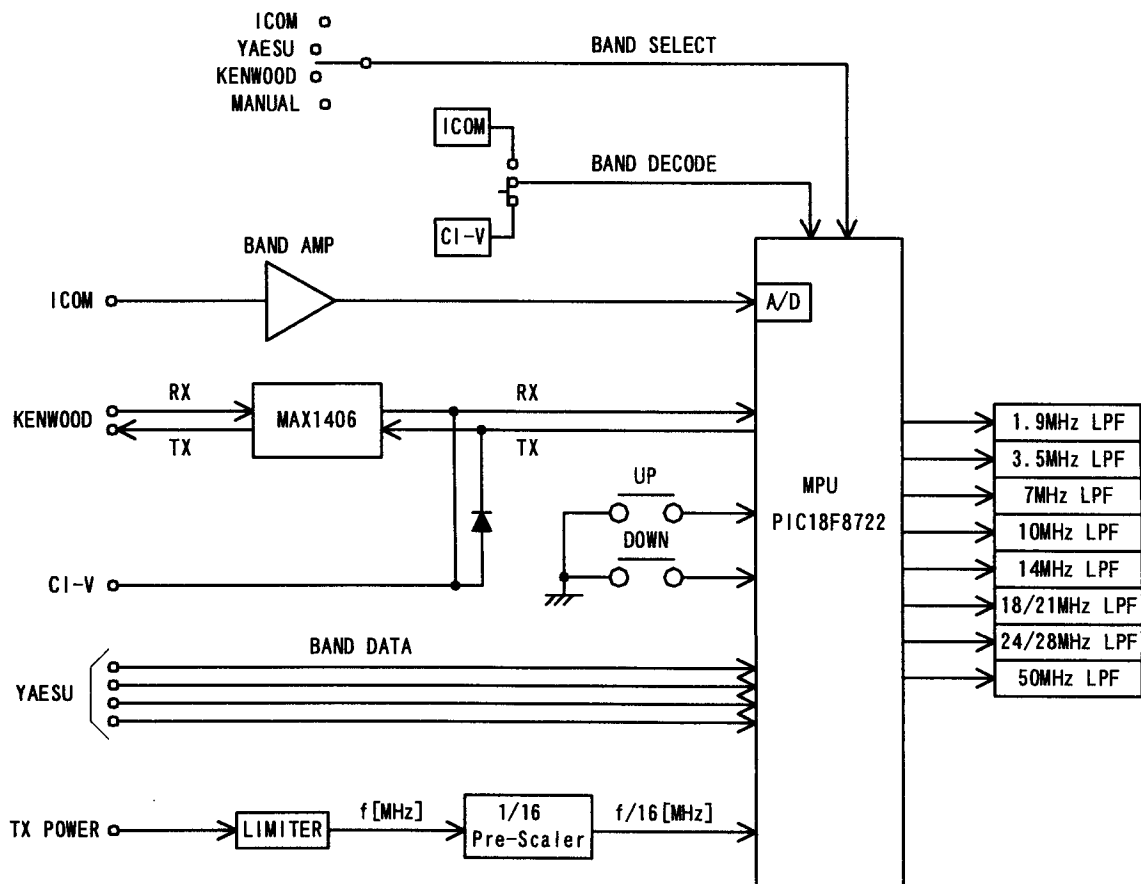 ICOM
YAESU
KENWOOD
MANUAL
BAND SELECT
ICOM
BAND DECODE
CI-V
BAND AMP
ICOM
A/D
RX
RX
KENWOOD
MAX1406
TX
TX
UP
DOWN
MPU
PIC18F8722
CI-V
1.9MHz LPF
3.5MHz LPF
7MHz LPF
10MHz LPF
14MHz LPF
18/21MHz LPF
24/28MHz LPF
50MHz LPF
BAND DATA
YAESU
TX POWER
LIMITER
f[MHz]
1/16
Pre-Scaler
f/16[MHz]